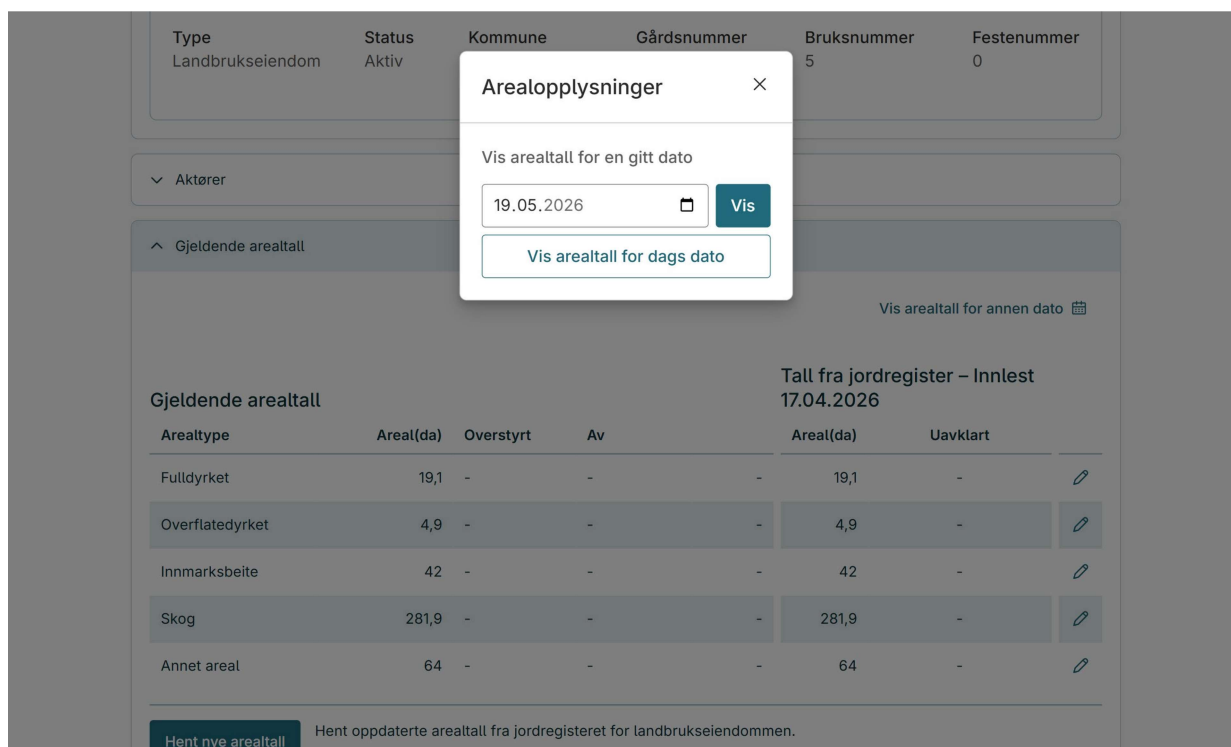 Type Status Kommune Gårdsnummer Bruksnummer Festenummer
Landbrukseiendom Aktiv 5 0
Arealopplysninger
Vis arealtall for en gitt dato
19.05.2026 Vis
Vis arealtall for dags dato
Aktører
Gjeldende arealtall
Vis arealtall for annen dato
Gjeldende arealtall
Tall fra jordregister – Innlest
17.04.2026
Arealtype Areal(da) Overstyrt Av Areal(da) Uavklart
Fulldyrket 19,1 - - - 19,1 -
Overflatedyrket 4,9 - - - 4,9 -
Innmarksbeite 42 - - - 42 -
Skog 281,9 - - - 281,9 -
Annet areal 64 - - - 64 -
Hent nye arealtall Hent oppdaterte arealtall fra jordregisteret for landbrukseiendommen.